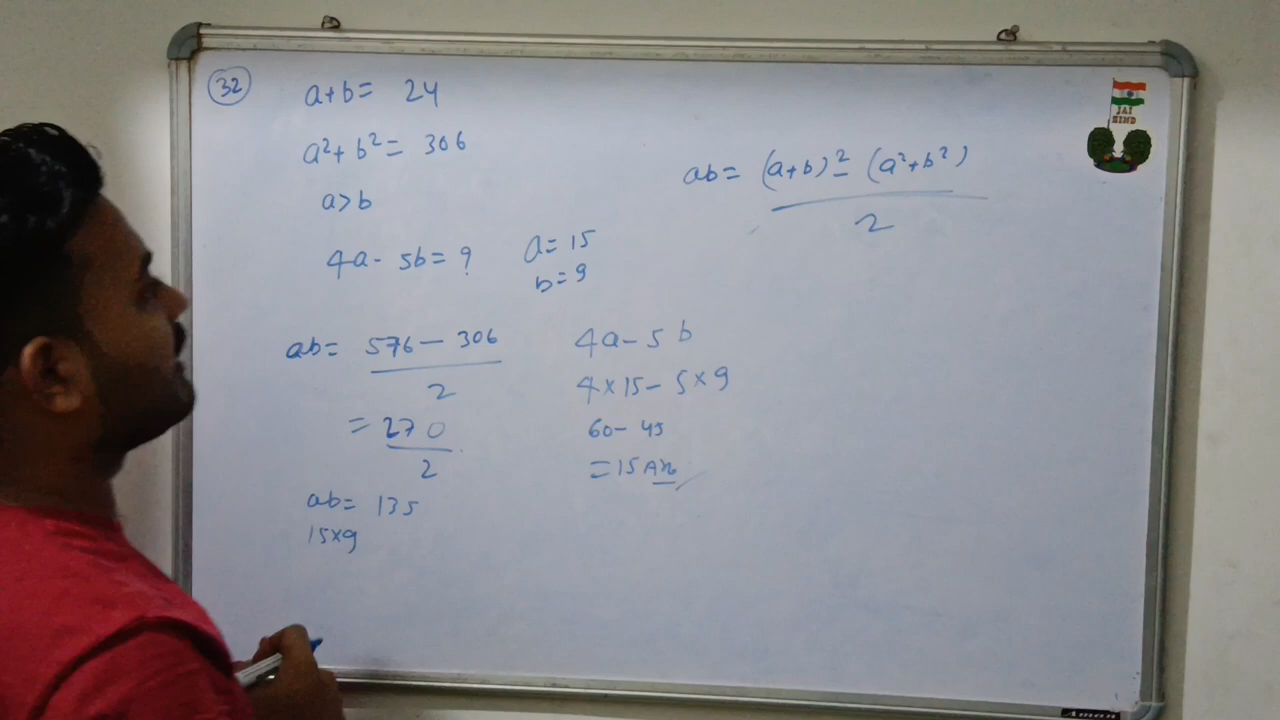 32
a+b= 24
a²+b²= 306
a>b
4a- 5b= ?
a= 15
b=9
ab= (a+b)²- (a²+b²)
2
ab= 576- 306
2
= 270
2
ab= 135
15×9
4a-5b
4×15- 5×9
60- 45
=15 Ans
JAI
HIND